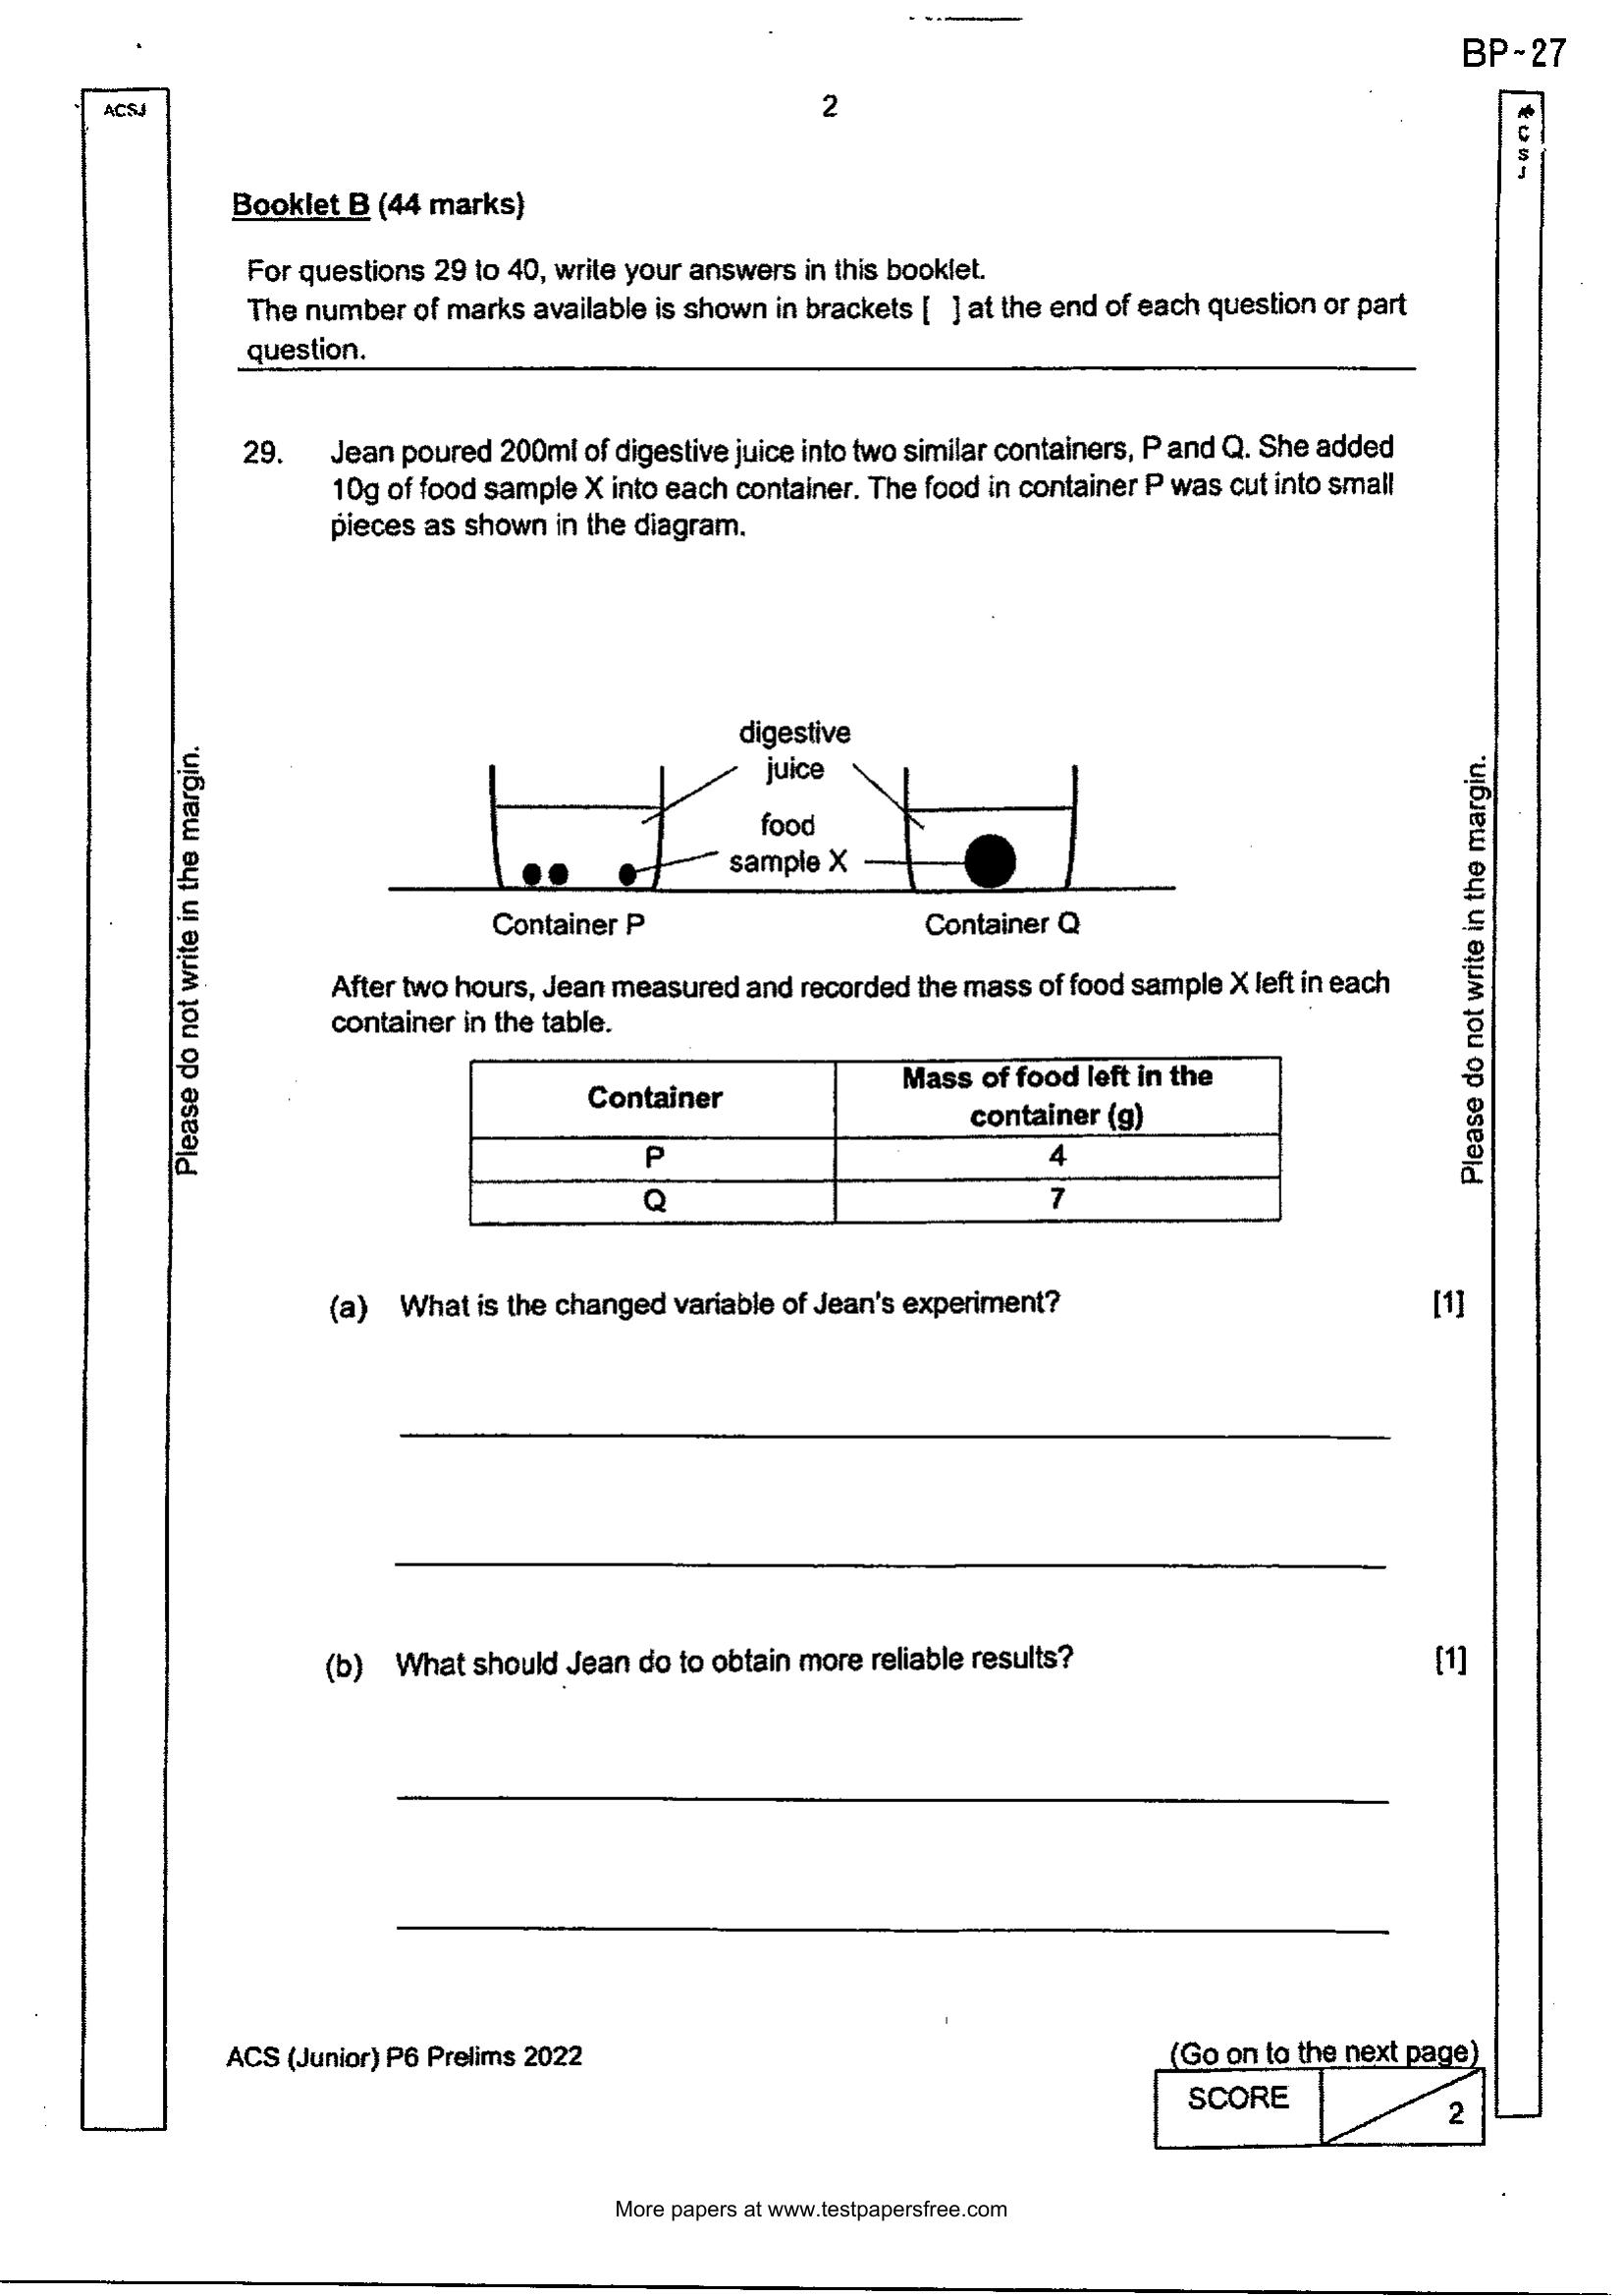 BP-27
ACSJ
2
A
C
S
J
Booklet B (44 marks)
For questions 29 to 40, write your answers in this booklet.
The number of marks available is shown in brackets [ ] at the end of each question or part
question.
29. Jean poured 200ml of digestive juice into two similar containers, P and Q. She added
10g of food sample X into each container. The food in container P was cut into small
pieces as shown in the diagram.
digestive
juice
food
sample X
Container P
Container Q
Please do not write in the margin.
Please do not write in the margin.
After two hours, Jean measured and recorded the mass of food sample X left in each
container in the table.
Container
Mass of food left in the
container (g)
P 4
Q 7
(a) What is the changed variable of Jean's experiment? [1]
(b) What should Jean do to obtain more reliable results? [1]
ACS (Junior) P6 Prelims 2022
(Go on to the next page)
SCORE
2
More papers at www.testpapersfree.com